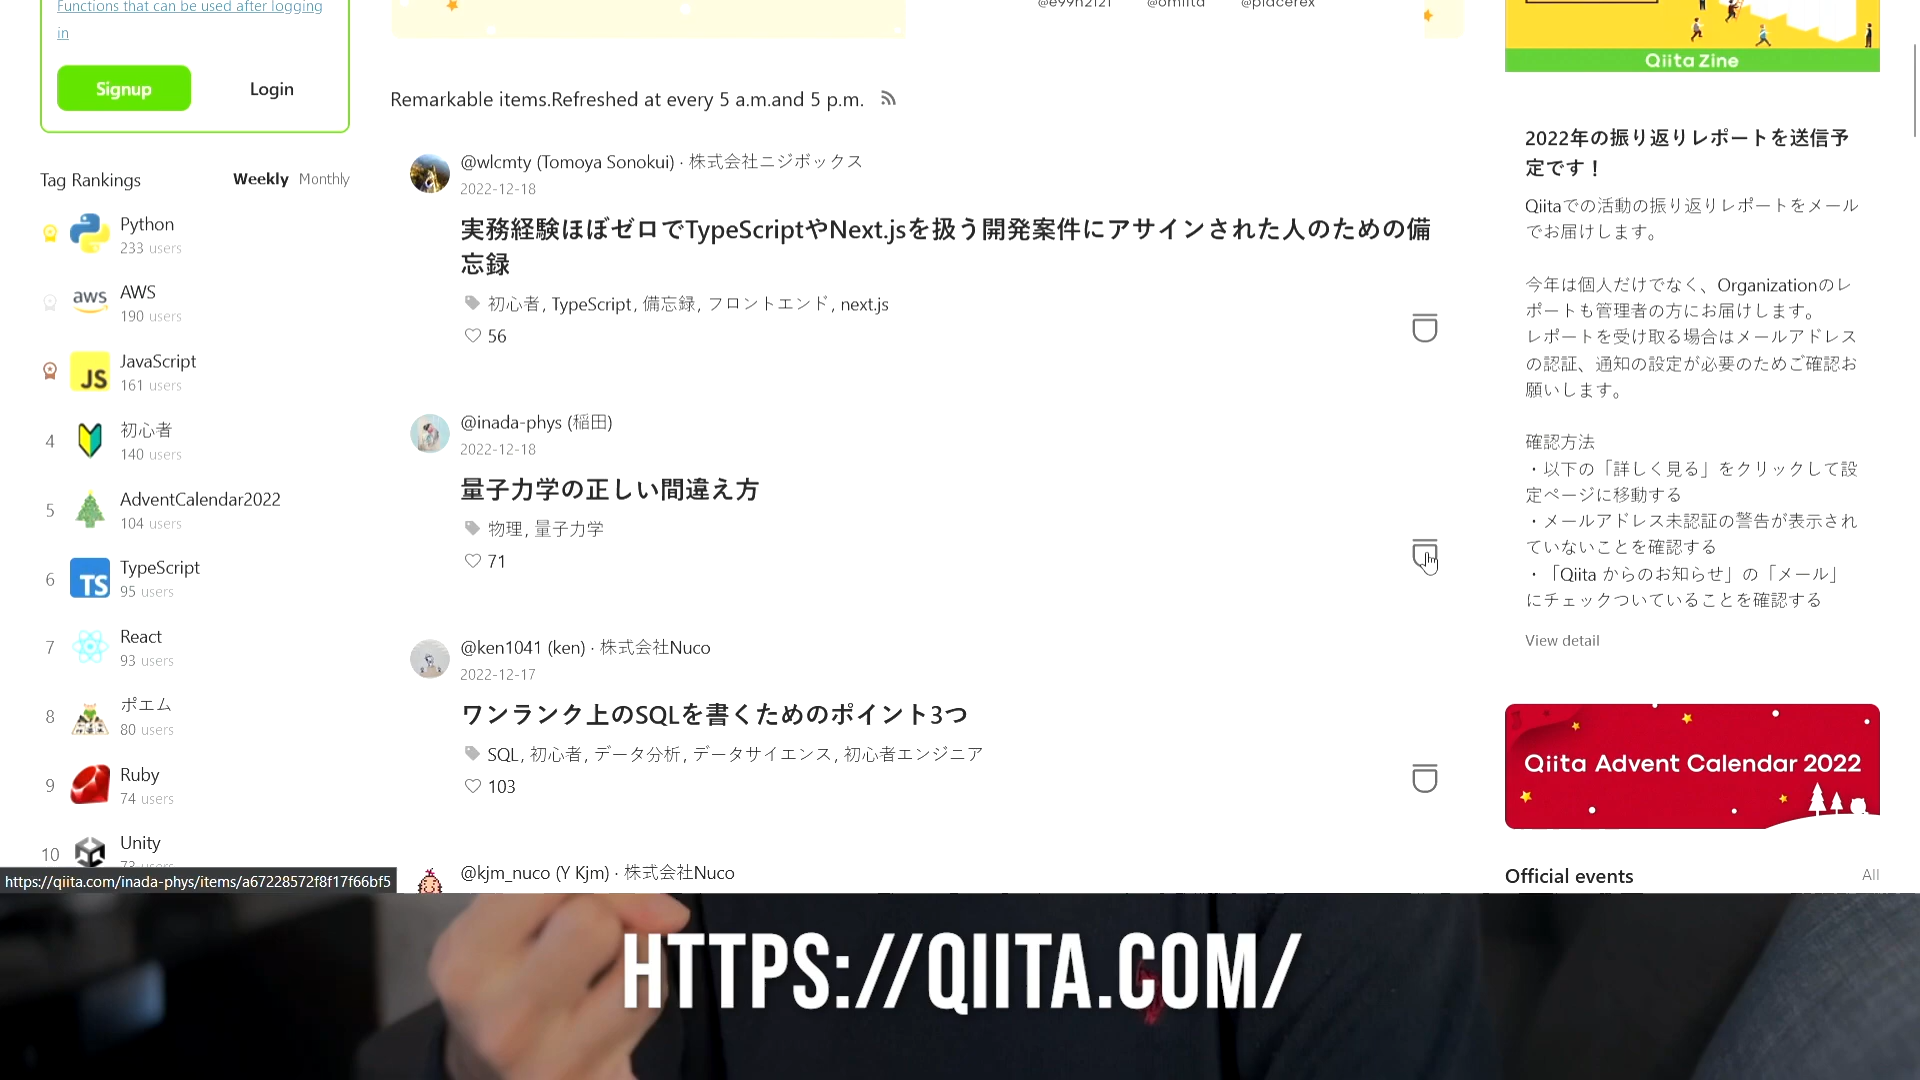 Functions that can be used after logging
in
Signup
Login
Tag Rankings
Weekly
Monthly
Python
233 users
aws
AWS
190 users
JS
JavaScript
161 users
4
初心者
140 users
5
AdventCalendar2022
104 users
6
TS
TypeScript
95 users
7
React
93 users
8
ポエム
80 users
9
Ruby
74 users
10
Unity
73 users
https://qiita.com/inada-phys/items/a67228572f8f17f66bf5
@e99h2121
@omiita
@placerex
Remarkable items.Refreshed at every 5 a.m.and 5 p.m.
@wlcmty (Tomoya Sonokui) · 株式会社ニジボックス
2022-12-18
実務経験ほぼゼロでTypeScriptやNext.jsを扱う開発案件にアサインされた人のための備
忘録
初心者, TypeScript, 備忘録, フロントエンド, next.js
56
@inada-phys (稲田)
2022-12-18
量子力学の正しい間違え方
物理, 量子力学
71
@ken1041 (ken) · 株式会社Nuco
2022-12-17
ワンランク上のSQLを書くためのポイント3つ
SQL, 初心者, データ分析, データサイエンス, 初心者エンジニア
103
@kjm_nuco (Y Kjm) · 株式会社Nuco
Qiita Zine
2022年の振り返りレポートを送信予
定です！
Qiitaでの活動の振り返りレポートをメール
でお届けします。
今年は個人だけでなく、Organizationのレ
ポートも管理者の方にお届けします。
レポートを受け取る場合はメールアドレス
の認証、通知の設定が必要のためご確認お
願いします。
確認方法
・以下の「詳しく見る」をクリックして設
定ページに移動する
・メールアドレス未認証の警告が表示され
ていないことを確認する
・「Qiita からのお知らせ」の「メール」
にチェックついていることを確認する
View detail
Qiita Advent Calendar 2022
Official events
All
HTTPS://QIITA.COM/